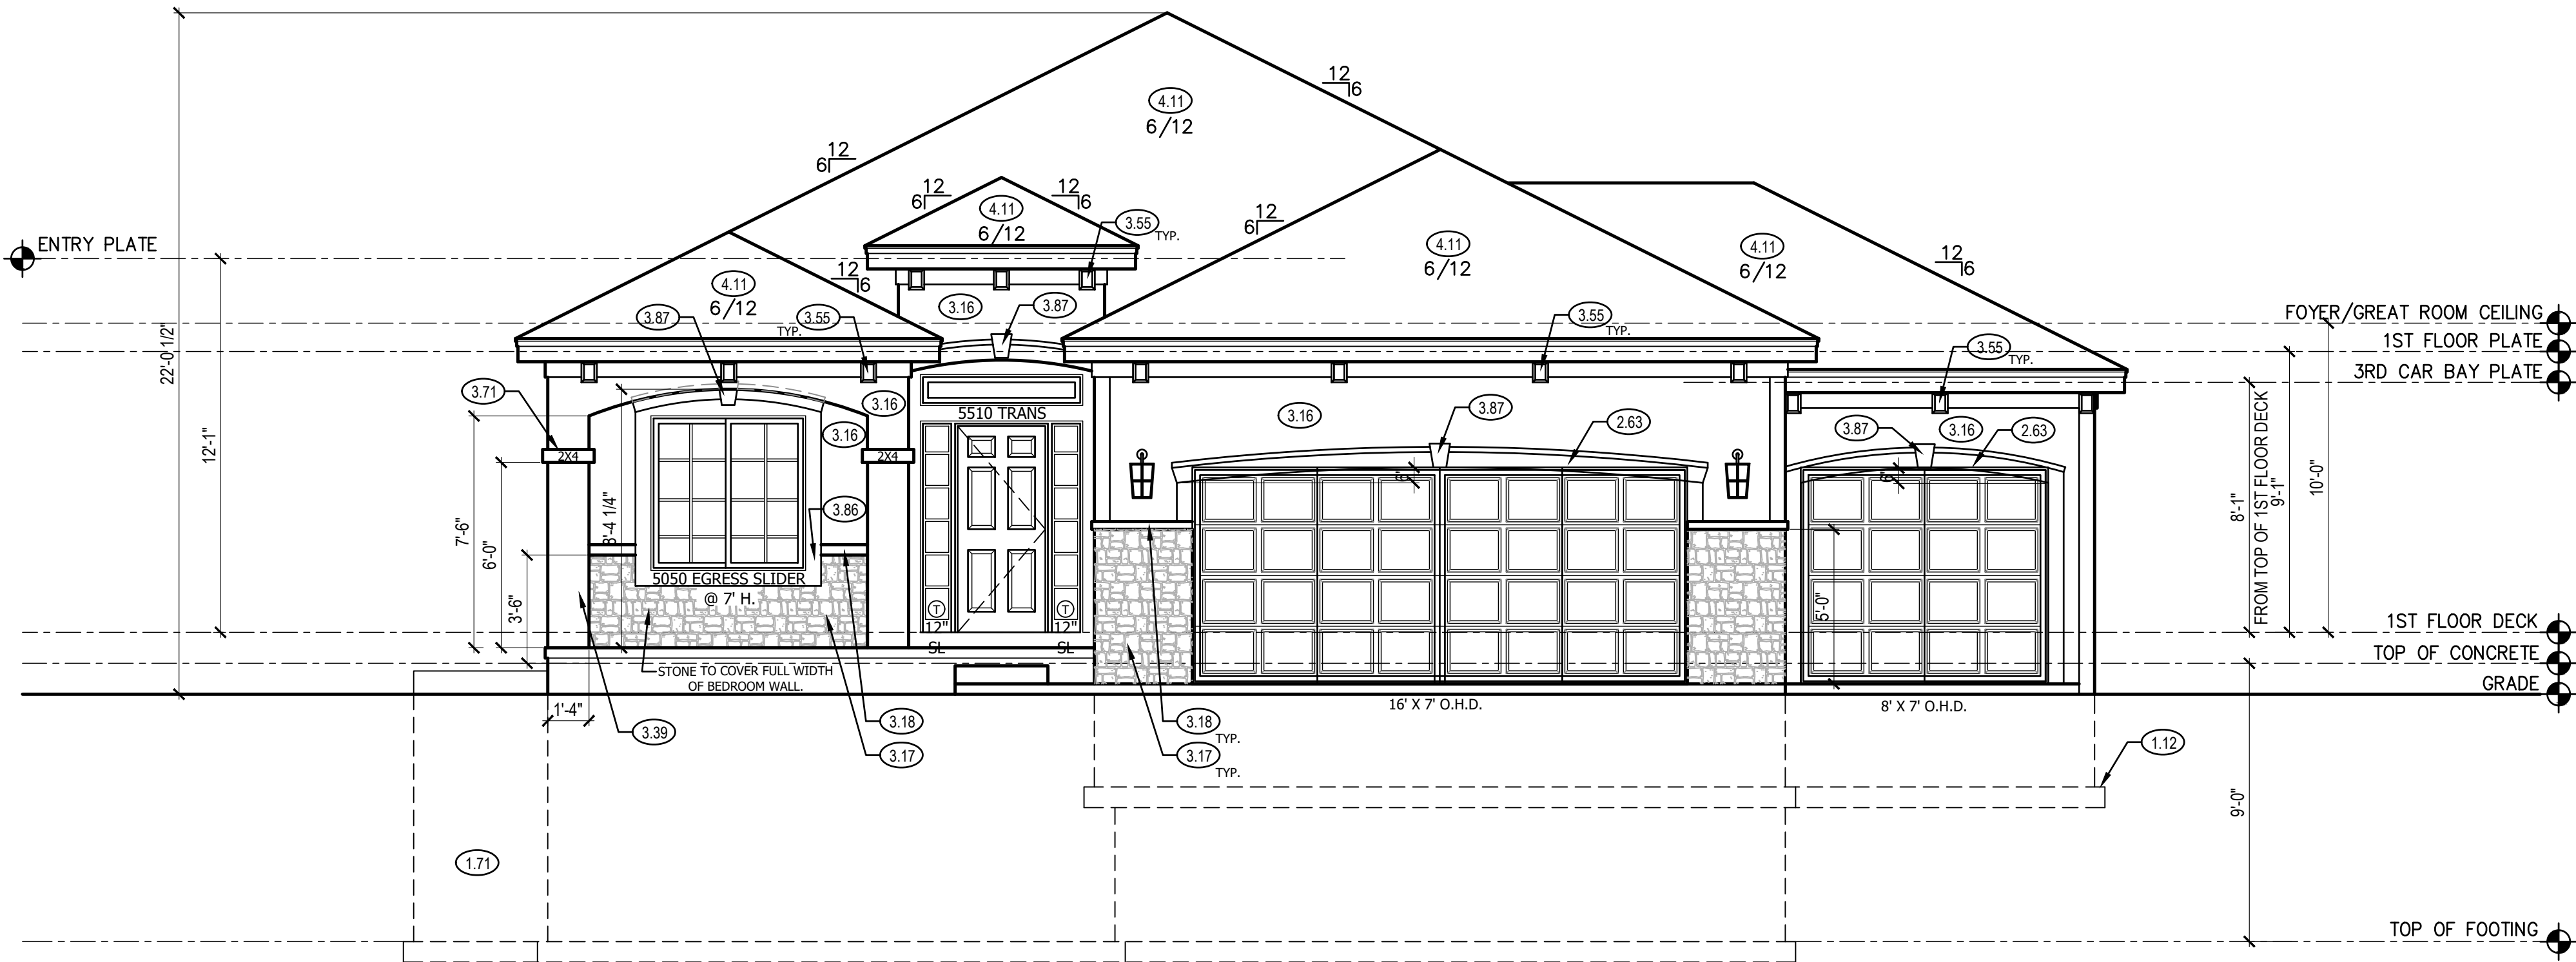 12
6
4.11
6/12
12
6
12
6
12
6
4.11
6/12
3.55
TYP.
12
6
4.11
6/12
4.11
6/12
12
6
ENTRY PLATE
12
6
4.11
6/12
3.16
3.87
3.87
TYP.
3.55
3.55
TYP.
FOYER/GREAT ROOM CEILING
1ST FLOOR PLATE
3.55
TYP.
3RD CAR BAY PLATE
22'-0 1/2"
12'-1"
3.71
3.16
5510 TRANS
3.16
3.87
2.63
3.87
3.16
2.63
3.16
2X4
2X4
6"
6"
7'-6"
6'-0"
3'-6"
8'-4 1/4"
3.86
8'-1"
FROM TOP OF 1ST FLOOR DECK
9'-1"
10'-0"
5050 EGRESS SLIDER
@ 7' H.
T
T
12"
SL
12"
SL
5'-0"
1ST FLOOR DECK
TOP OF CONCRETE
GRADE
STONE TO COVER FULL WIDTH
OF BEDROOM WALL.
1'-4"
3.39
3.18
3.17
3.18
TYP.
3.17
TYP.
16' X 7' O.H.D.
8' X 7' O.H.D.
1.12
9'-0"
1.71
TOP OF FOOTING